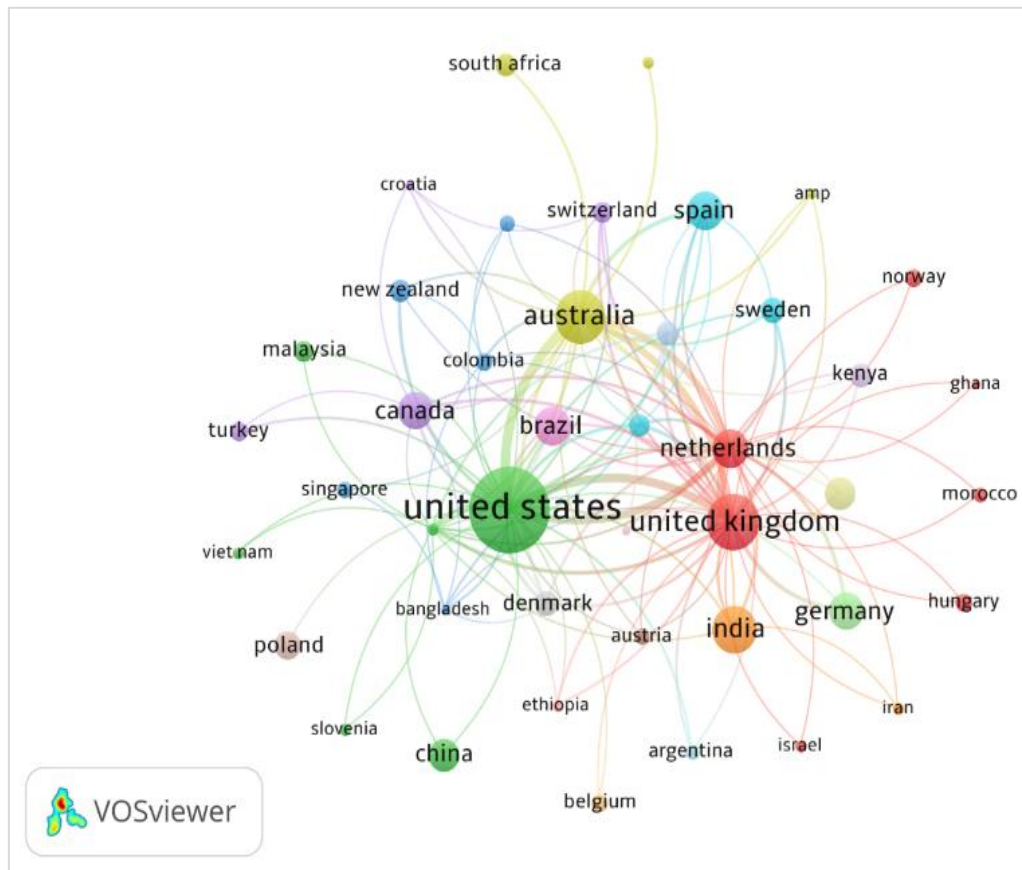 south africa
croatia
switzerland
spain
amp
norway
new zealand
australia
sweden
malaysia
colombia
kenya
ghana
canada
brazil
turkey
netherlands
singapore
morocco
united states
united kingdom
viet nam
bangladesh
denmark
hungary
germany
india
austria
poland
ethiopia
iran
slovenia
china
argentina
israel
belgium
VOSviewer